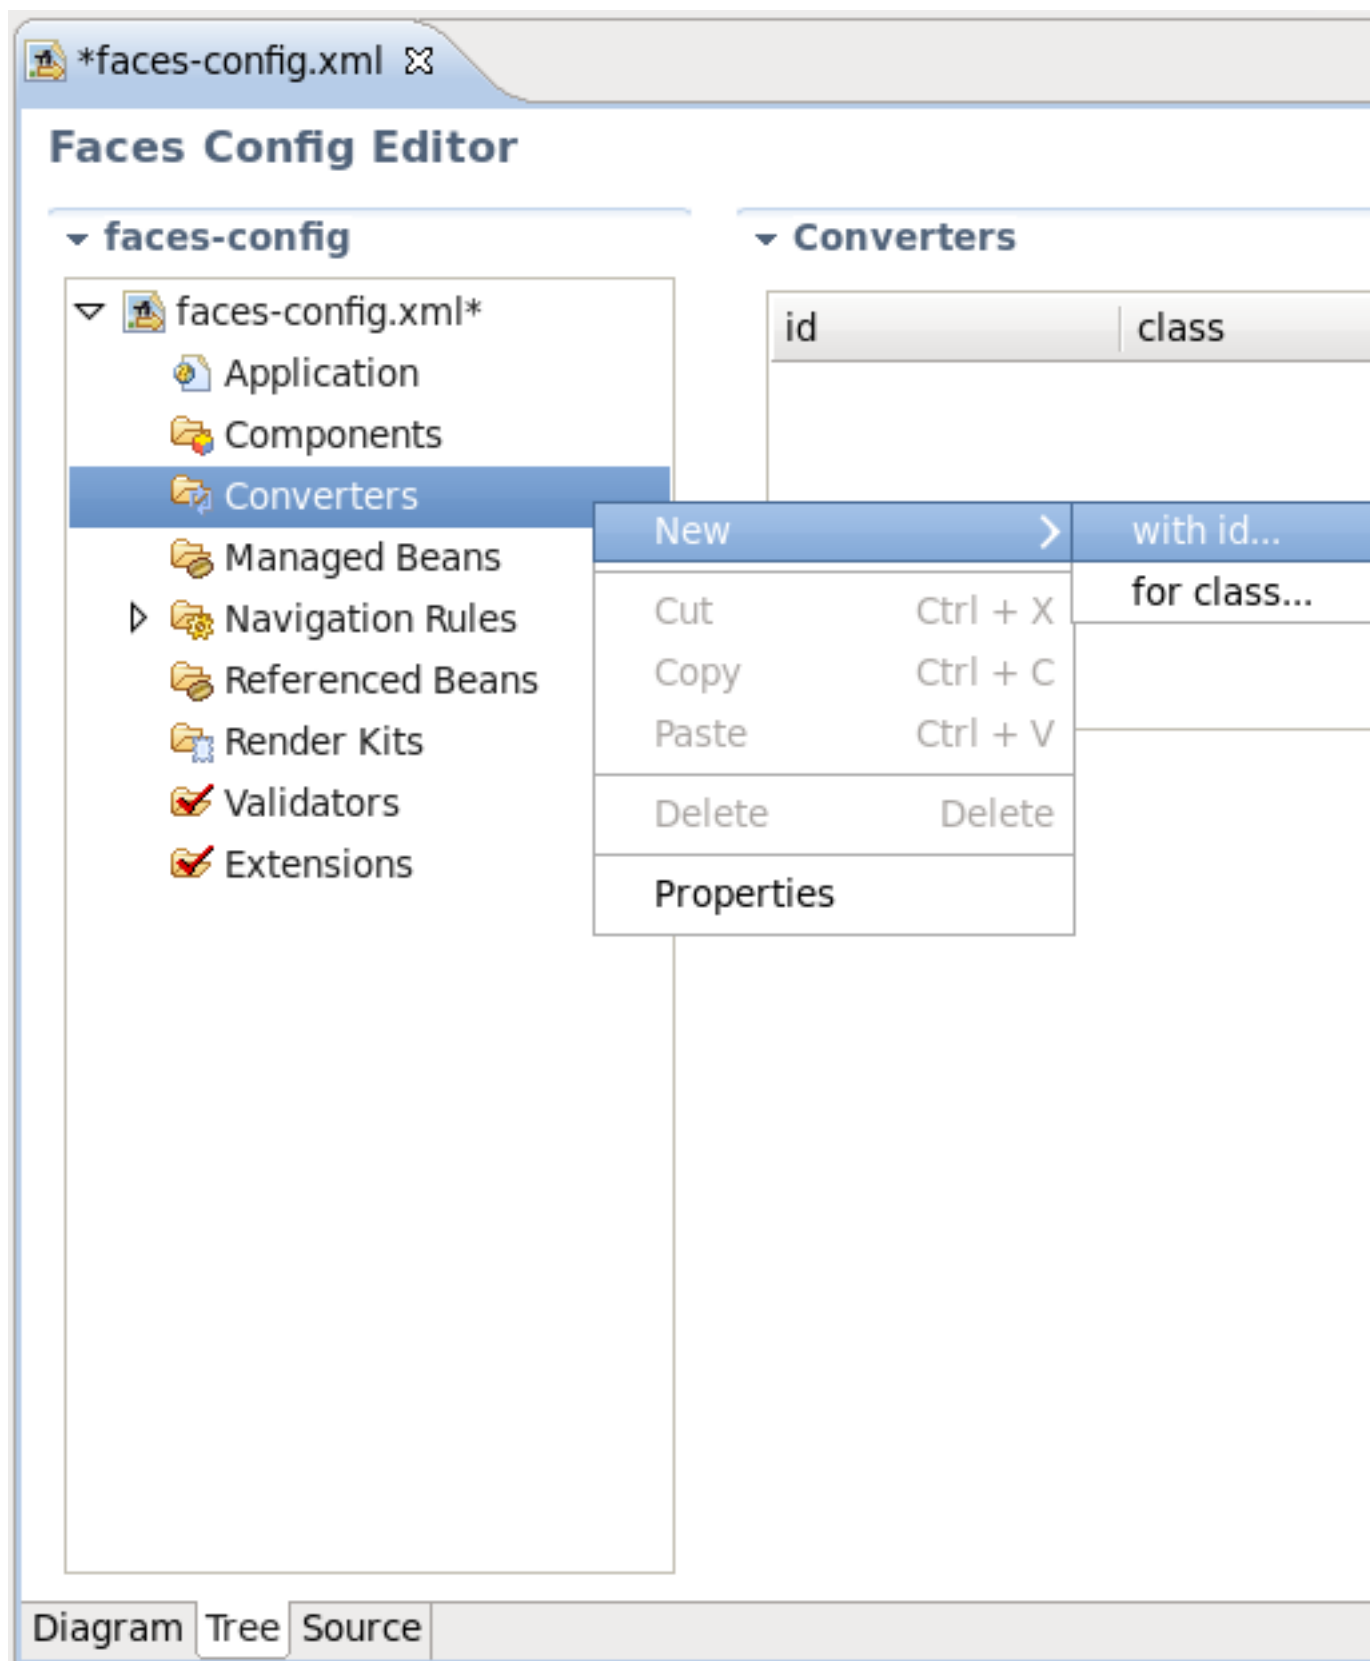 *faces-config.xml
Faces Config Editor
faces-config
faces-config.xml*
Application
Components
Converters
Managed Beans
Navigation Rules
Referenced Beans
Render Kits
Validators
Extensions
Converters
id class
New
Cut Ctrl + X
Copy Ctrl + C
Paste Ctrl + V
Delete Delete
Properties
with id...
for class...
Diagram Tree Source